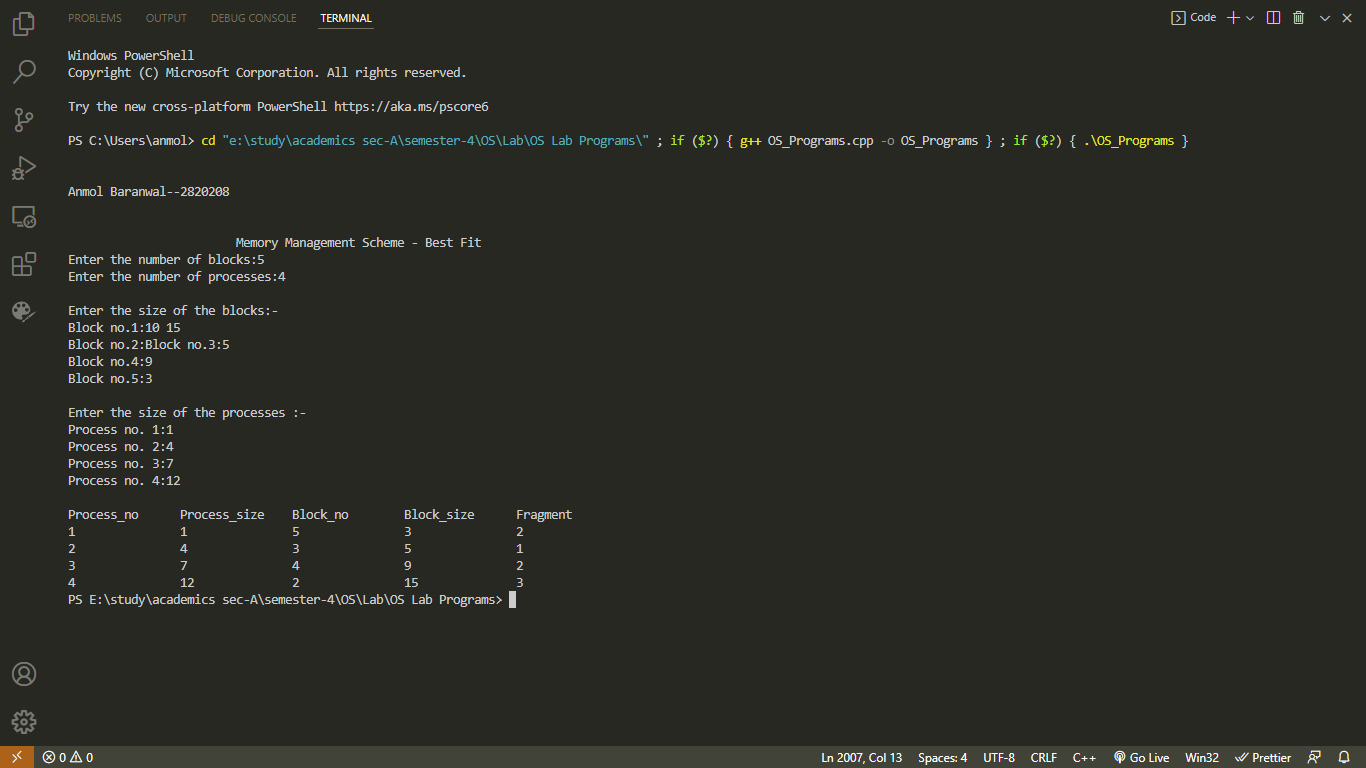 PROBLEMS OUTPUT DEBUG CONSOLE TERMINAL Code
Windows PowerShell
Copyright (C) Microsoft Corporation. All rights reserved.
Try the new cross-platform PowerShell https://aka.ms/pscore6
PS C:\Users\anmol> cd "e:\study\academics sec-A\semester-4\OS\Lab\OS Lab Programs\" ; if ($?) { g++ OS_Programs.cpp -o OS_Programs } ; if ($?) { .\OS_Programs }
Anmol Baranwal--2820208
Memory Management Scheme - Best Fit
Enter the number of blocks:5
Enter the number of processes:4
Enter the size of the blocks:-
Block no.1:10 15
Block no.2:Block no.3:5
Block no.4:9
Block no.5:3
Enter the size of the processes :-
Process no. 1:1
Process no. 2:4
Process no. 3:7
Process no. 4:12
Process_no Process_size Block_no Block_size Fragment
1 1 5 3 2
2 4 3 5 1
3 7 4 9 2
4 12 2 15 3
PS E:\study\academics sec-A\semester-4\OS\Lab\OS Lab Programs>
0 0 Ln 2007, Col 13 Spaces: 4 UTF-8 CRLF C++ Go Live Win32 Prettier